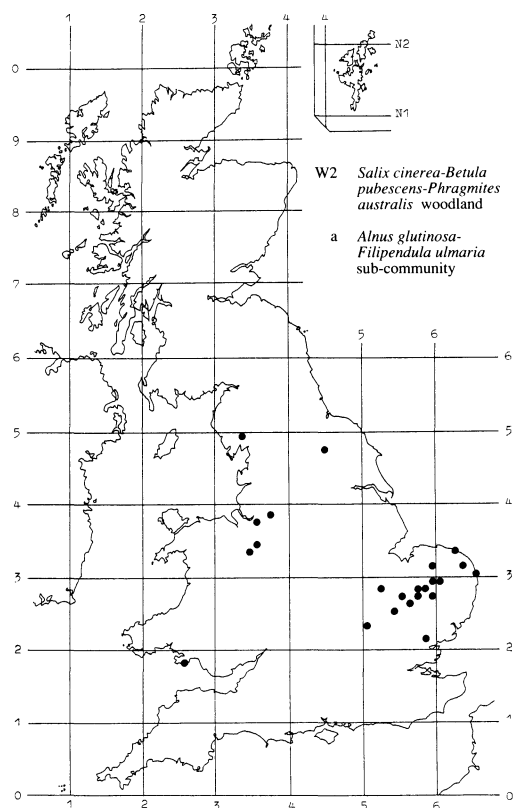 1 2 3 4
4
N2
N1
0
9
W2 Salix cinerea-Betula
pubescens-Phragmites
australis woodland
8
a Alnus glutinosa-
Filipendula ulmaria
sub-community
7
5 6
6 6
5 5
4 4
3 3
2 2
1 1
0 0
1 2 3 4 5 6